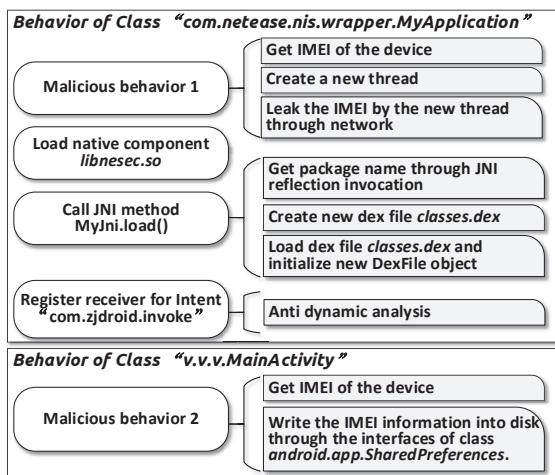 Behavior of Class “com.netease.nis.wrapper.MyApplication”
Malicious behavior 1
Get IMEI of the device
Create a new thread
Leak the IMEI by the new thread
through network
Load native component
libnesec.so
Call JNI method
MyJni.load()
Get package name through JNI
reflection invocation
Create new dex file classes.dex
Load dex file classes.dex and
initialize new DexFile object
Register receiver for Intent
“com.zjdroid.invoke”
Anti dynamic analysis
Behavior of Class “v.v.v.MainActivity”
Malicious behavior 2
Get IMEI of the device
Write the IMEI information into disk
through the interfaces of class
android.app.SharedPreferences.